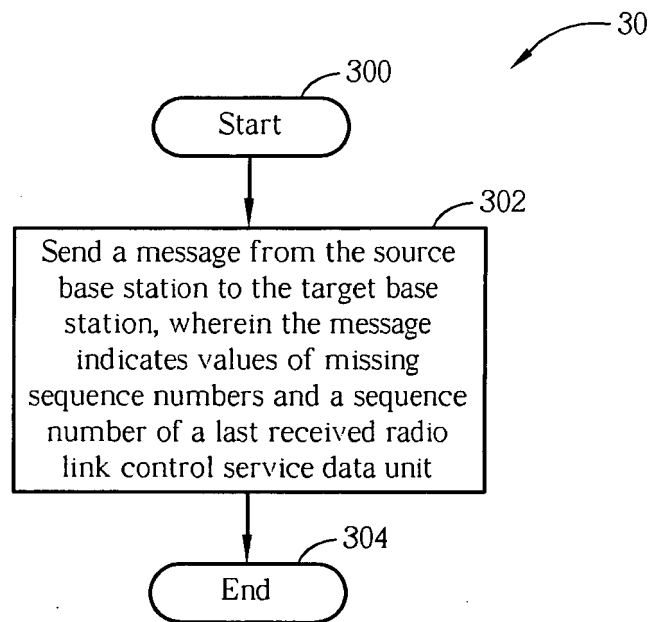 30
300
Start
302
Send a message from the source
base station to the target base
station, wherein the message
indicates values of missing
sequence numbers and a sequence
number of a last received radio
link control service data unit
304
End